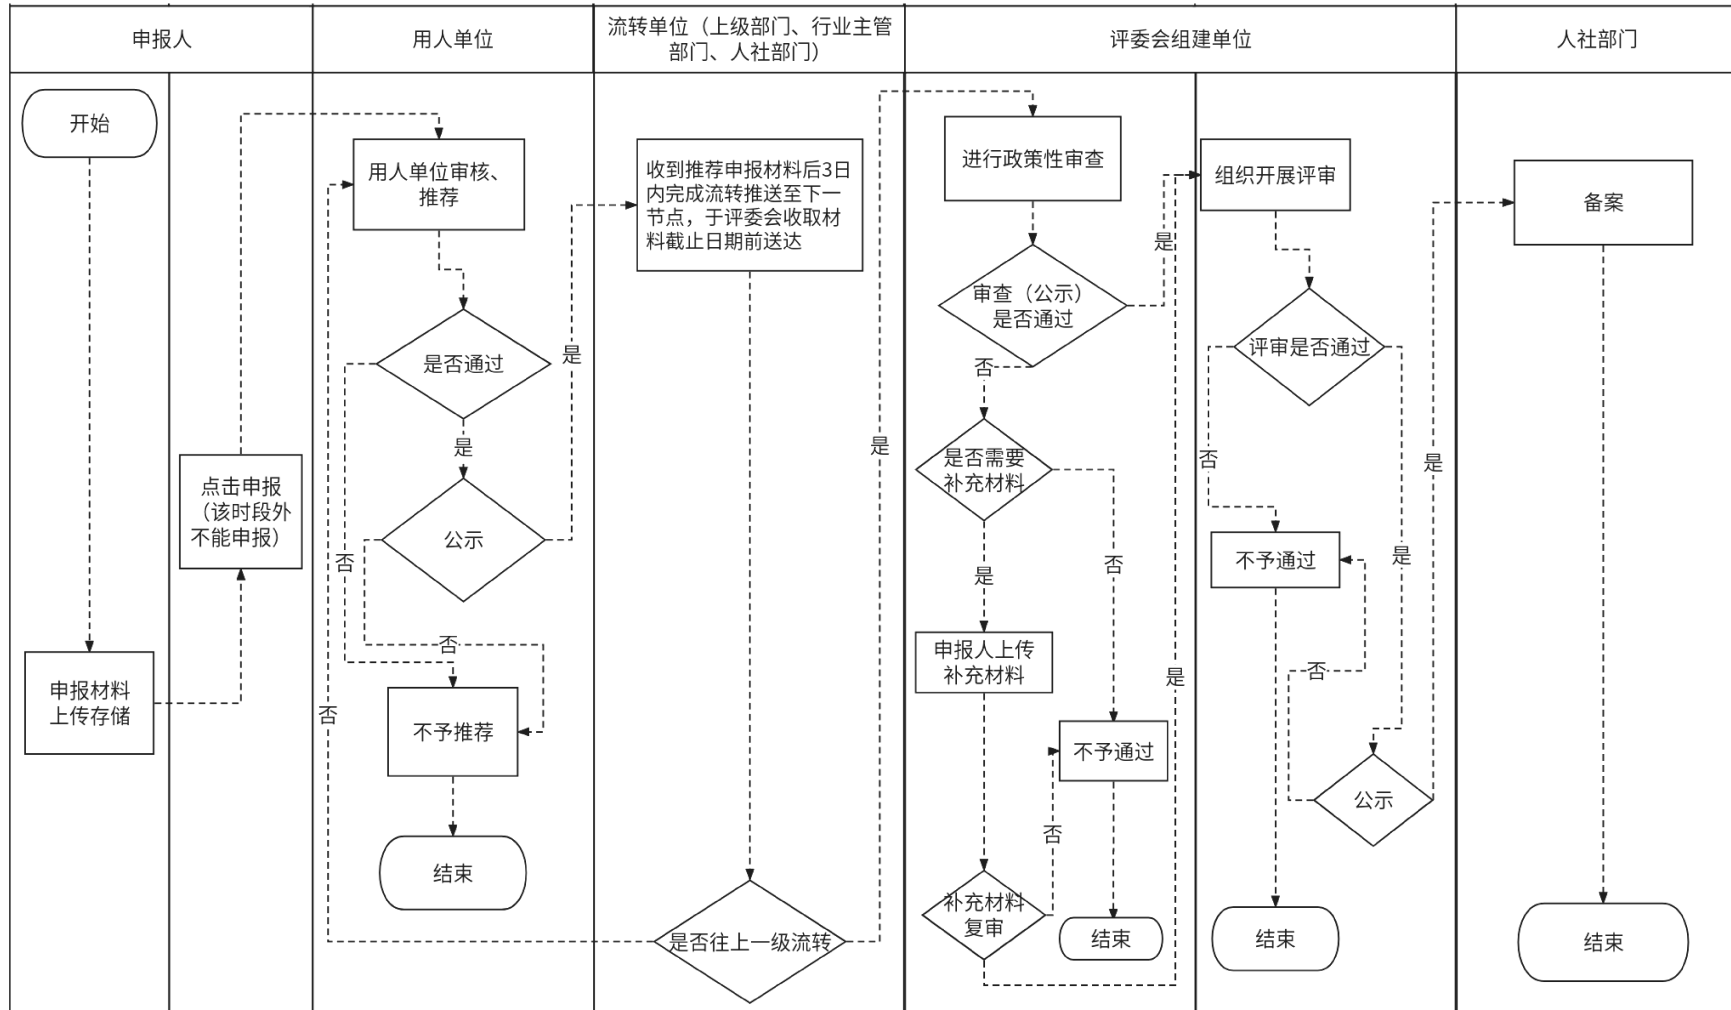 申报人
用人单位
流转单位（上级部门、行业主管
部门、人社部门）
评委会组建单位
人社部门
开始
申报材料
上传存储
点击申报
（该时段外
不能申报）
用人单位审核、
推荐
是否通过
是
公示
是
否
否
不予推荐
结束
否
收到推荐申报材料后3日
内完成流转推送至下一
节点，于评委会收取材
料截止日期前送达
是否往上一级流转
是
进行政策性审查
审查（公示）
是否通过
是
否
是否需要
补充材料
是
否
申报人上传
补充材料
不予通过
补充材料
复审
否
结束
是
组织开展评审
评审是否通过
否
是
不予通过
否
公示
是
结束
备案
结束